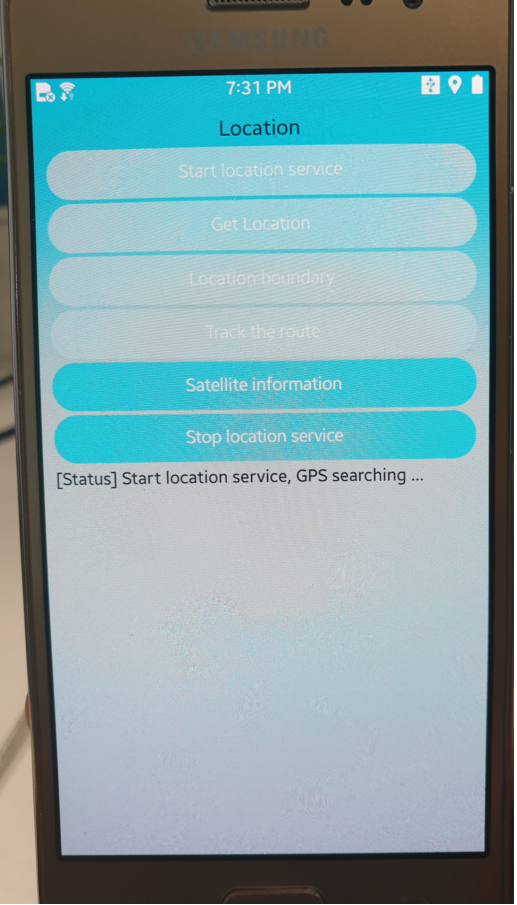 SAMSUNG
7:31 PM
Location
Start location service
Get Location
Location boundary
Track the route
Satellite information
Stop location service
[Status] Start location service, GPS searching ...